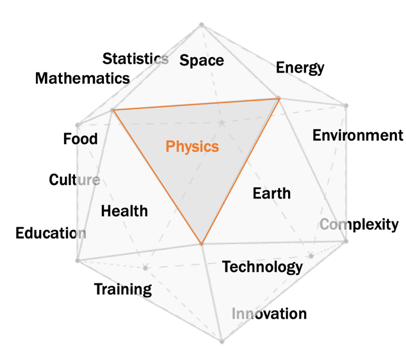 Statistics
Space
Energy
Mathematics
Environment
Food
Physics
Culture
Earth
Health
Complexity
Education
Technology
Training
Innovation